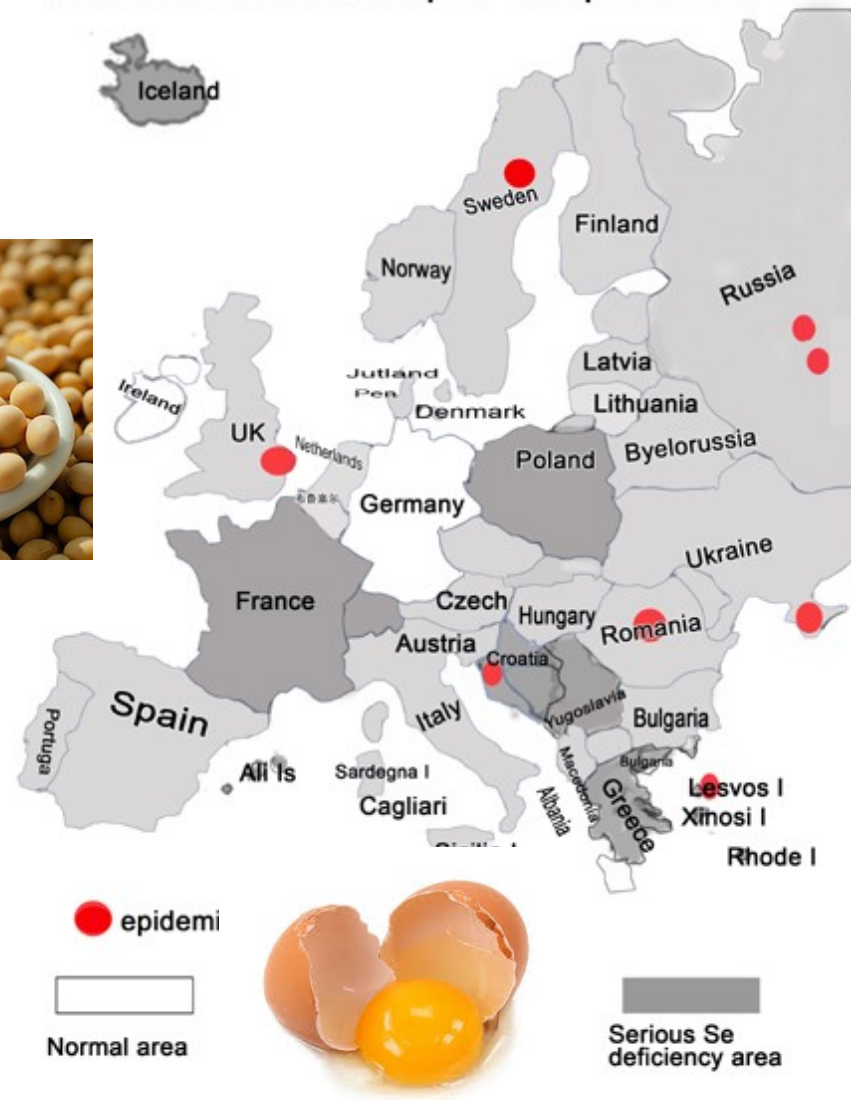 Iceland
Sweden
Finland
Norway
Russia
Jutland
Pen
Latvia
Ireland
Denmark
Lithuania
UK
Netherlands
Byelorussia
Poland
Germany
Ukraine
France
Czech
Hungary
Romania
Austria
Croatia
Spain
Portuga
Italy
Yugoslavia
Bulgaria
Ali Is
Sardegna I
Macedonia
Bulgaria
Cagliari
Albania
Greece
Lesvos I
Xinosi I
Rhode I
epidemi
Normal area
Serious Se
deficiency area